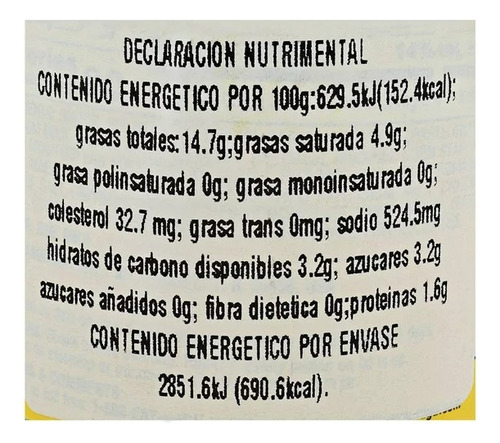 DECLARACION NUTRIMENTAL
CONTENIDO ENERGETICO POR 100g:629.5kJ(152.4kcal);
grasas totales:14.7g;grasas saturada 4.9g;
grasa polinsaturada 0g; grasa monoinsaturada 0g;
colesterol 32.7 mg; grasa trans 0mg; sodio 524.5mg
hidratos de carbono disponibles 3.2g; azucares 3.2g
azucares añadidos 0g; fibra dietetica 0g;proteinas 1.6g
CONTENIDO ENERGETICO POR ENVASE
2851.6kJ (690.6kcal).